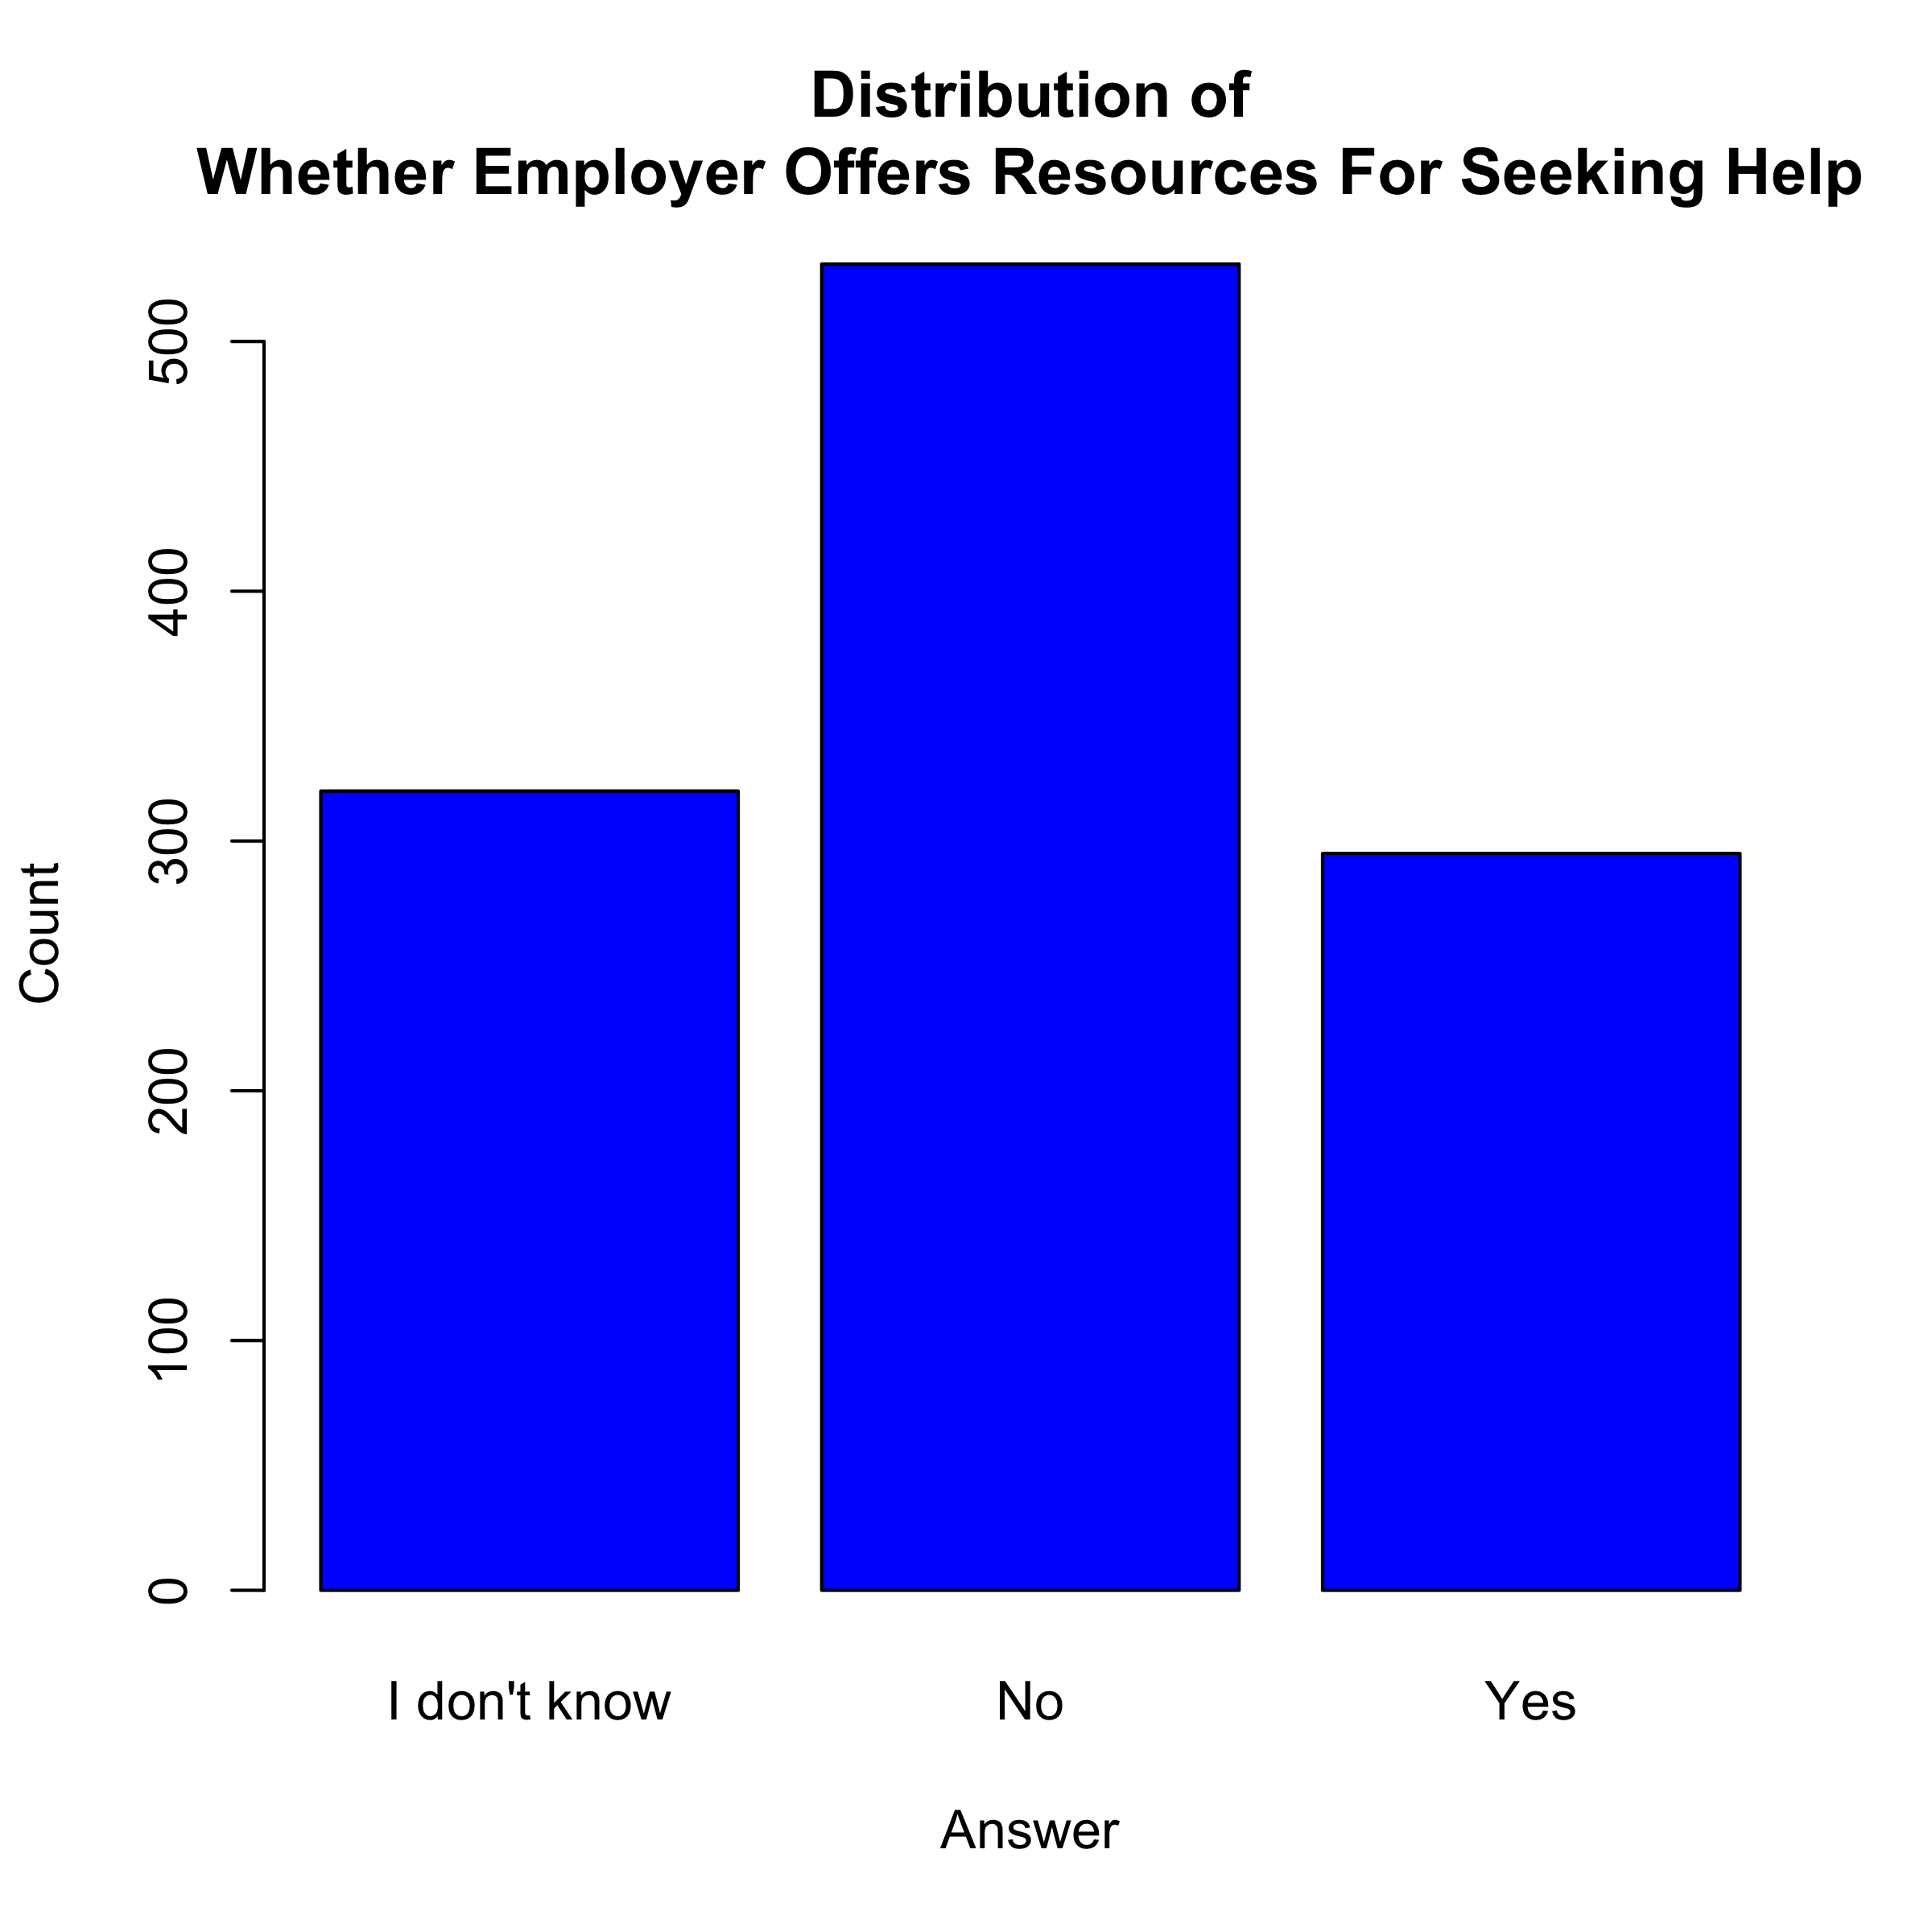 Distribution of
Whether Employer Offers Resources For Seeking Help
500
400
300
200
100
0
Count
I don't know
No
Yes
Answer